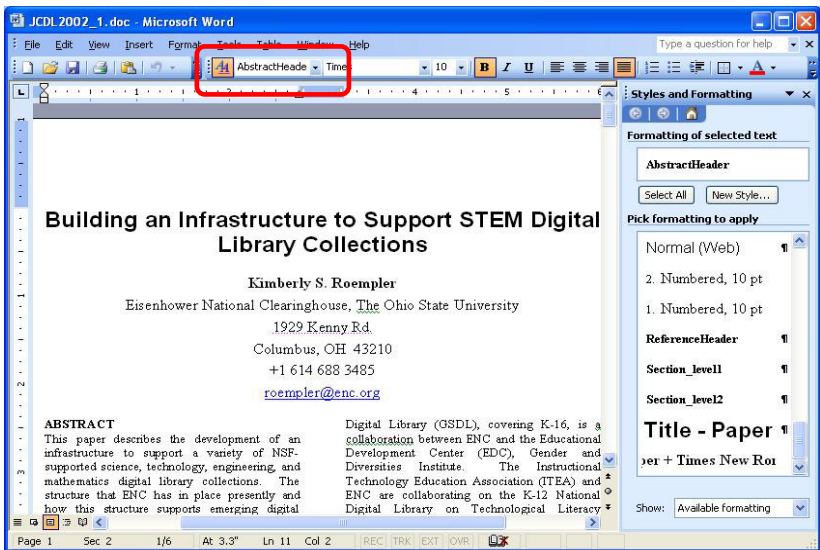 JCDL2002_1.doc - Microsoft Word
File Edit View Insert Format Tools Table Window Help
Type a question for help
AbstractHeade
Times
10
B I U
A
1 2 4 5 6
Styles and Formatting
Formatting of selected text
AbstractHeader
Select All New Style...
Pick formatting to apply
Normal (Web) ¶
2. Numbered, 10 pt
1. Numbered, 10 pt
ReferenceHeader ¶
Section_level1 ¶
Section_level2 ¶
Title - Paper ¶
per + Times New Ror
Show: Available formatting
Building an Infrastructure to Support STEM Digital
Library Collections
Kimberly S. Roempler
Eisenhower National Clearinghouse, The Ohio State University
1929 Kenny Rd.
Columbus, OH 43210
+1 614 688 3485
roempler@enc.org
ABSTRACT
This paper describes the development of an
infrastructure to support a variety of NSF-
supported science, technology, engineering, and
mathematics digital library collections. The
structure that ENC has in place presently and
how this structure supports emerging digital
Digital Library (GSDL), covering K-16, is a
collaboration between ENC and the Educational
Development Center (EDC), Gender and
Diversities Institute. The Instructional
Technology Education Association (ITEA) and
ENC are collaborating on the K-12 National
Digital Library on Technological Literacy
Page 1 Sec 2 1/6 At 3.3" Ln 11 Col 2 REC TRK EXT OVR